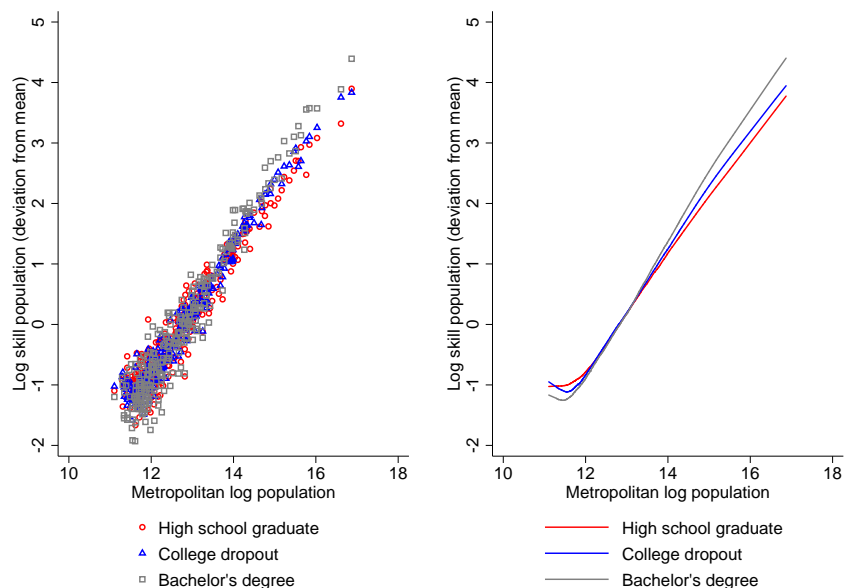 Log skill population (deviation from mean)
5
4
3
2
1
0
-1
-2
10 12 14 16 18
Metropolitan log population
High school graduate
College dropout
Bachelor's degree
Log skill population (deviation from mean)
5
4
3
2
1
0
-1
-2
10 12 14 16 18
Metropolitan log population
High school graduate
College dropout
Bachelor's degree